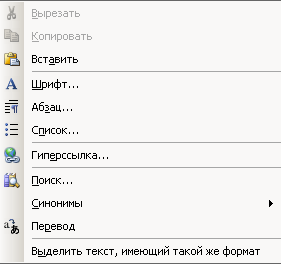 Вырезать
Копировать
Вставить
Шрифт...
Абзац...
Список...
Гиперссылка...
Поиск...
Синонимы
Перевод
Выделить текст, имеющий такой же формат